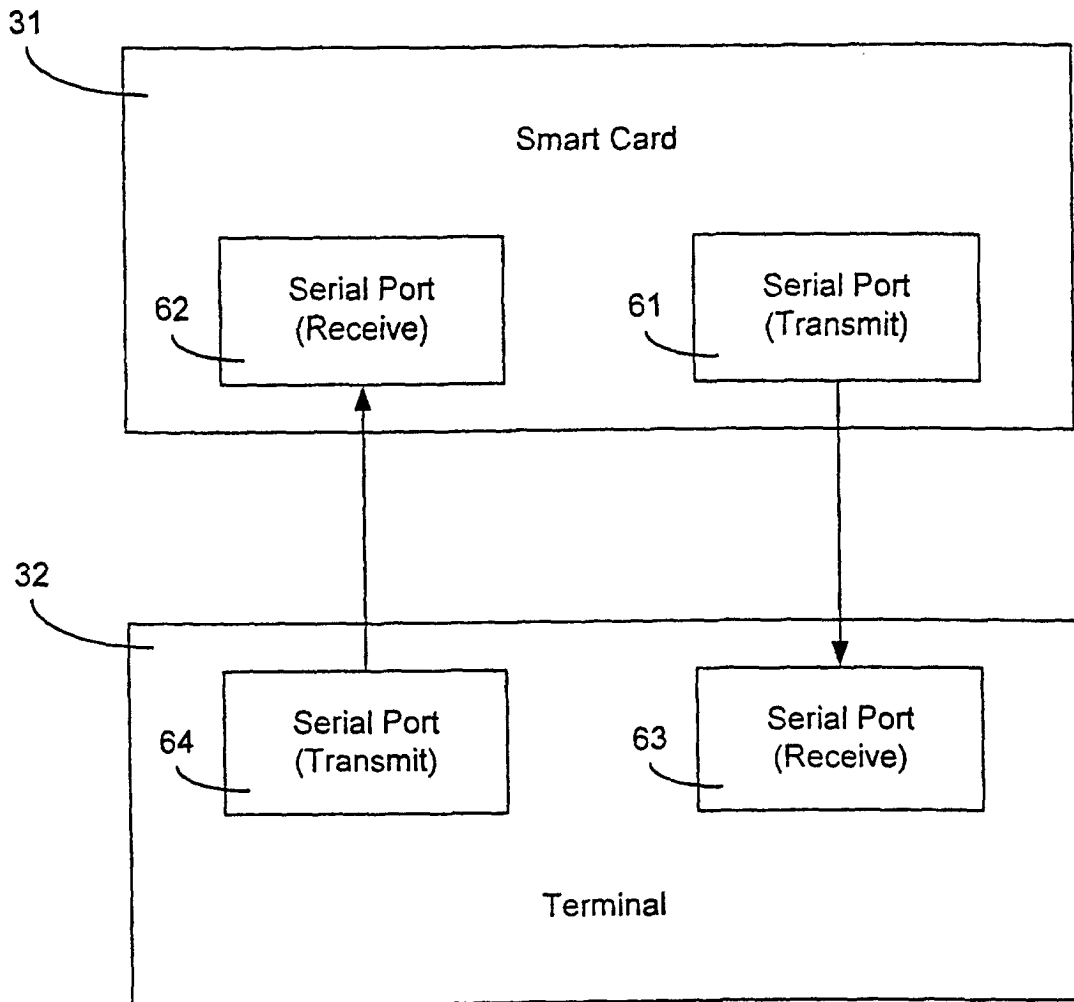 31
Smart Card
62
Serial Port
(Receive)
61
Serial Port
(Transmit)
32
64
Serial Port
(Transmit)
63
Serial Port
(Receive)
Terminal